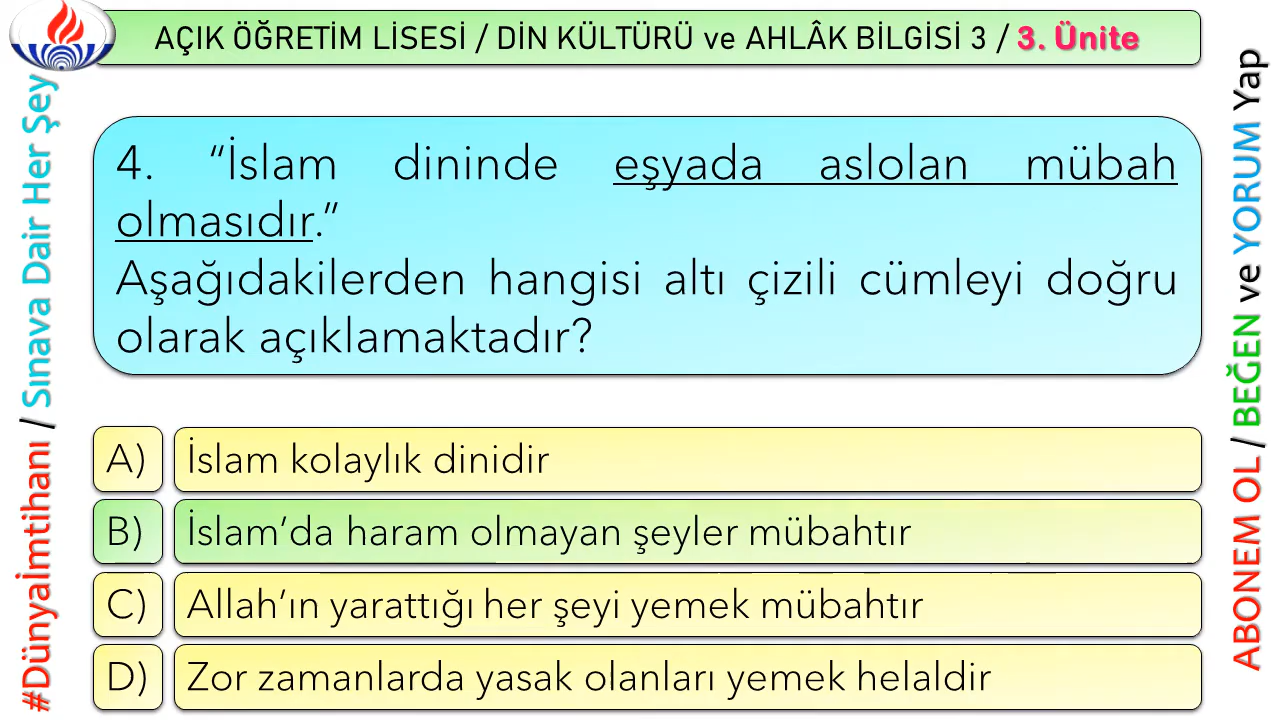 AÇIK ÖĞRETİM LİSESİ / DİN KÜLTÜRÜ ve AHLÂK BİLGİSİ 3 / 3. Ünite
#Dünyaİmtihanı / Sınava Dair Her Şey
4. “İslam dininde eşyada aslolan mübah
olmasıdır.”
Aşağıdakilerden hangisi altı çizili cümleyi doğru
olarak açıklamaktadır?
A) İslam kolaylık dinidir
B) İslam’da haram olmayan şeyler mübahtır
C) Allah’ın yarattığı her şeyi yemek mübahtır
D) Zor zamanlarda yasak olanları yemek helaldir
ABONEM OL / BEĞEN ve YORUM Yap